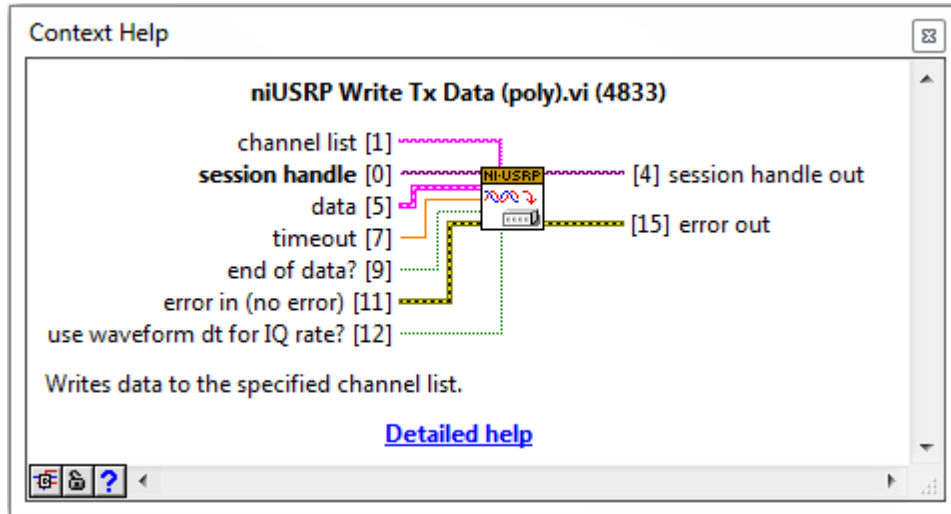 Context Help
niUSRP Write Tx Data (poly).vi (4833)
channel list [1]
session handle [0]
NI-USRP
[4] session handle out
data [5]
[15] error out
timeout [7]
end of data? [9]
error in (no error) [11]
use waveform dt for IQ rate? [12]
Writes data to the specified channel list.
Detailed help
?